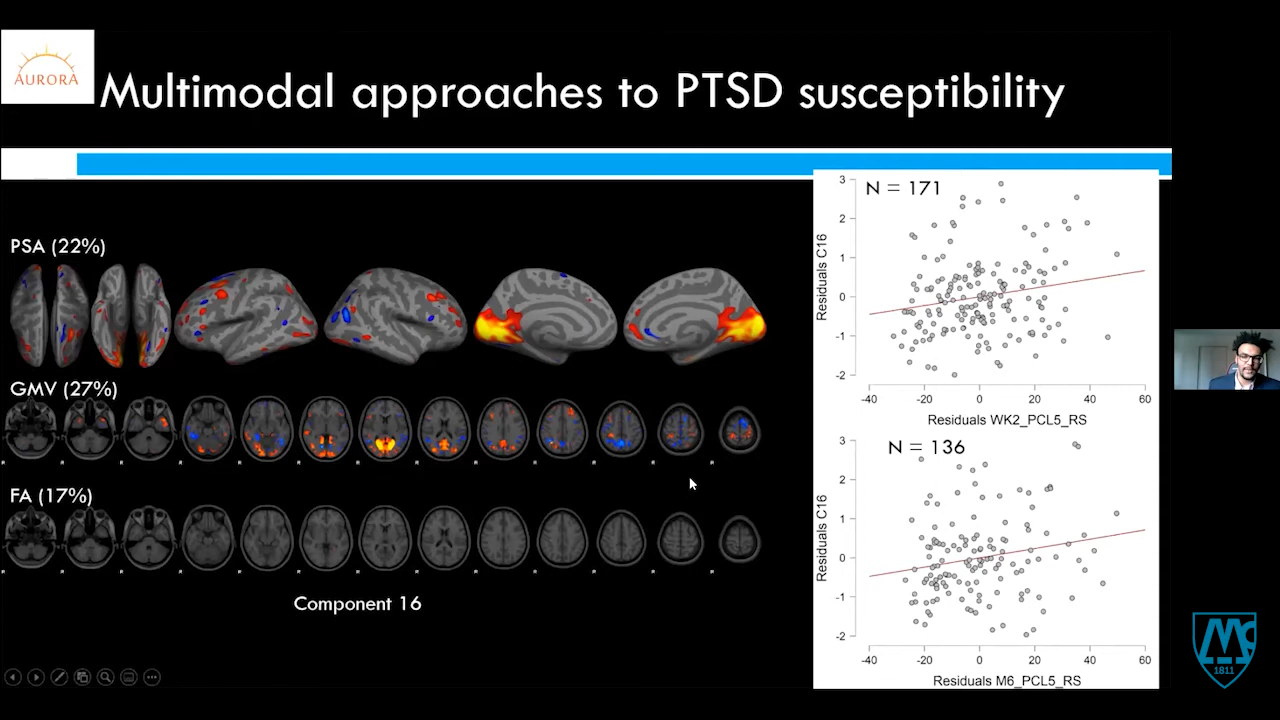 AURORA
Multimodal approaches to PTSD susceptibility
PSA (22%)
GMV (27%)
FA (17%)
Component 16
N = 171
Residuals C16
3
2
1
0
-1
-2
-40
-20
0
20
40
60
Residuals WK2_PCL5_RS
N = 136
Residuals C16
3
2
1
0
-1
-2
-40
-20
0
20
40
60
Residuals M6_PCL5_RS
1811